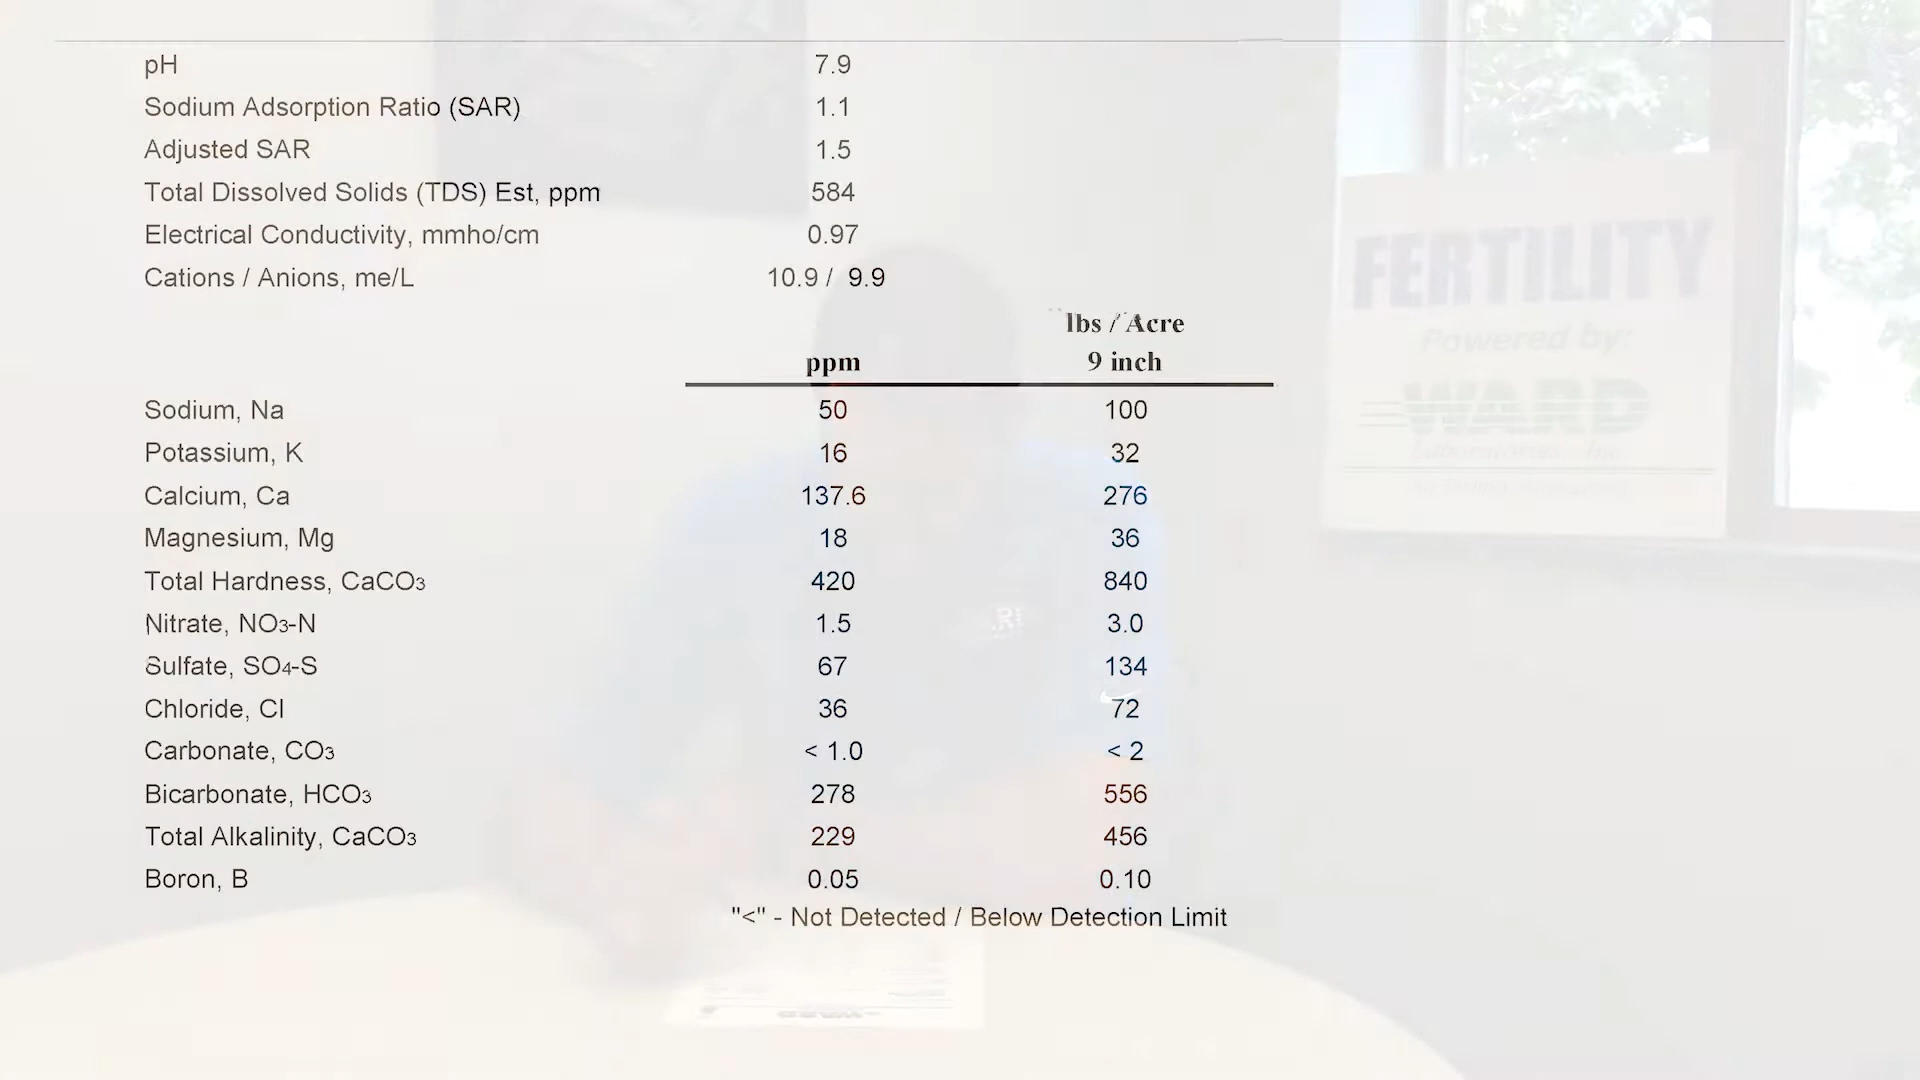 pH 7.9
Sodium Adsorption Ratio (SAR) 1.1
Adjusted SAR 1.5
Total Dissolved Solids (TDS) Est, ppm 584
Electrical Conductivity, mmho/cm 0.97
Cations / Anions, me/L 10.9 / 9.9
lbs / Acre
ppm 9 inch
Sodium, Na 50 100
Potassium, K 16 32
Calcium, Ca 137.6 276
Magnesium, Mg 18 36
Total Hardness, CaCO3 420 840
Nitrate, NO3-N 1.5 3.0
Sulfate, SO4-S 67 134
Chloride, Cl 36 72
Carbonate, CO3 < 1.0 < 2
Bicarbonate, HCO3 278 556
Total Alkalinity, CaCO3 229 456
Boron, B 0.05 0.10
"<" - Not Detected / Below Detection Limit
FERTILITY
Powered by:
WARD
Laboratories, Inc.